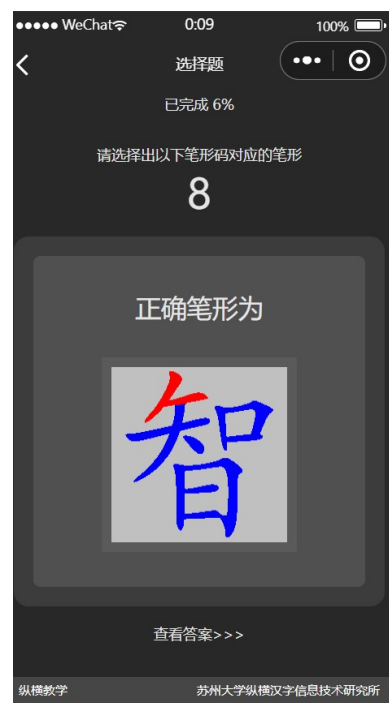 ●●●●● WeChat 0:09 100%
选择题
已完成 6%
请选择出以下笔形码对应的笔形
8
正确笔形为
智
查看答案>>>
纵横教学 苏州大学纵横汉字信息技术研究所